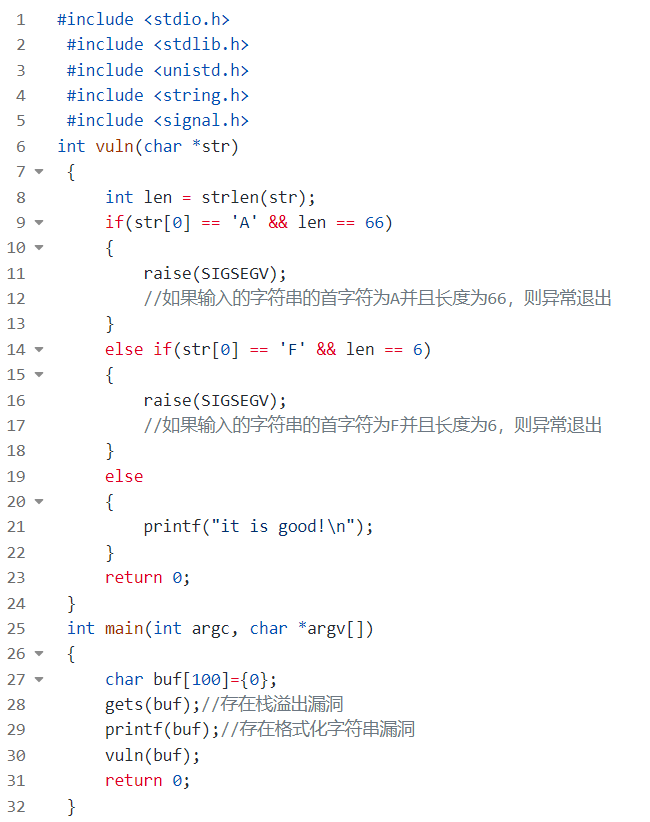 1 #include <stdio.h>
2 #include <stdlib.h>
3 #include <unistd.h>
4 #include <string.h>
5 #include <signal.h>
6 int vuln(char *str)
7 {
8 int len = strlen(str);
9 if(str[0] == 'A' && len == 66)
10 {
11 raise(SIGSEGV);
12 //如果输入的字符串的首字符为A并且长度为66，则异常退出
13 }
14 else if(str[0] == 'F' && len == 6)
15 {
16 raise(SIGSEGV);
17 //如果输入的字符串的首字符为F并且长度为6，则异常退出
18 }
19 else
20 {
21 printf("it is good!\n");
22 }
23 return 0;
24 }
25 int main(int argc, char *argv[])
26 {
27 char buf[100]={0};
28 gets(buf);//存在栈溢出漏洞
29 printf(buf);//存在格式化字符串漏洞
30 vuln(buf);
31 return 0;
32 }